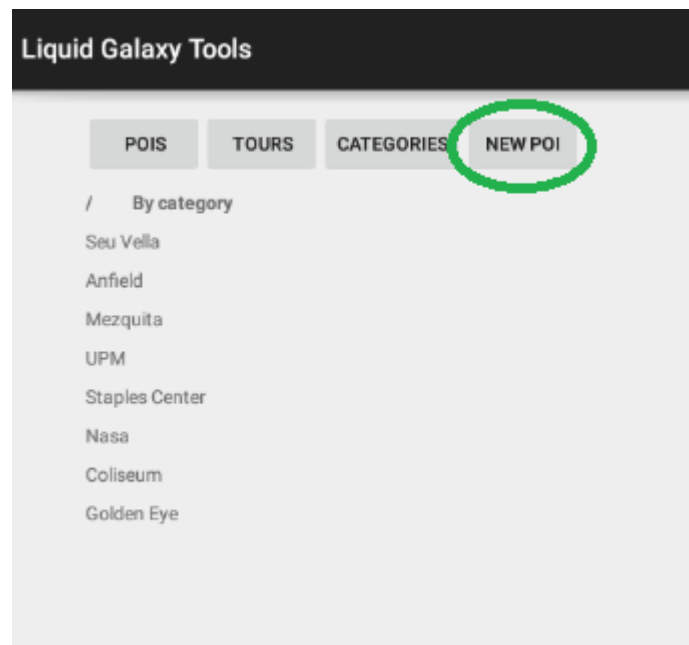 Liquid Galaxy Tools
POIS TOURS CATEGORIES NEW POI
/ By category
Seu Vella
Anfield
Mezquita
UPM
Staples Center
Nasa
Coliseum
Golden Eye